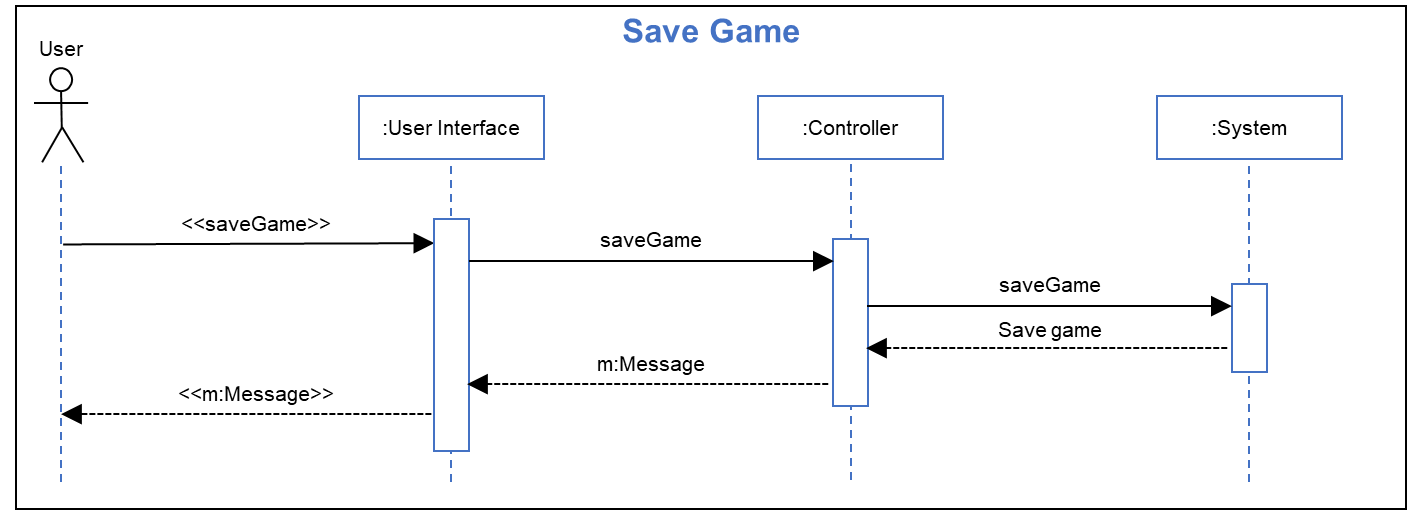 Save Game
User
:User Interface
:Controller
:System
<<saveGame>>
saveGame
saveGame
Save game
m:Message
<<m:Message>>